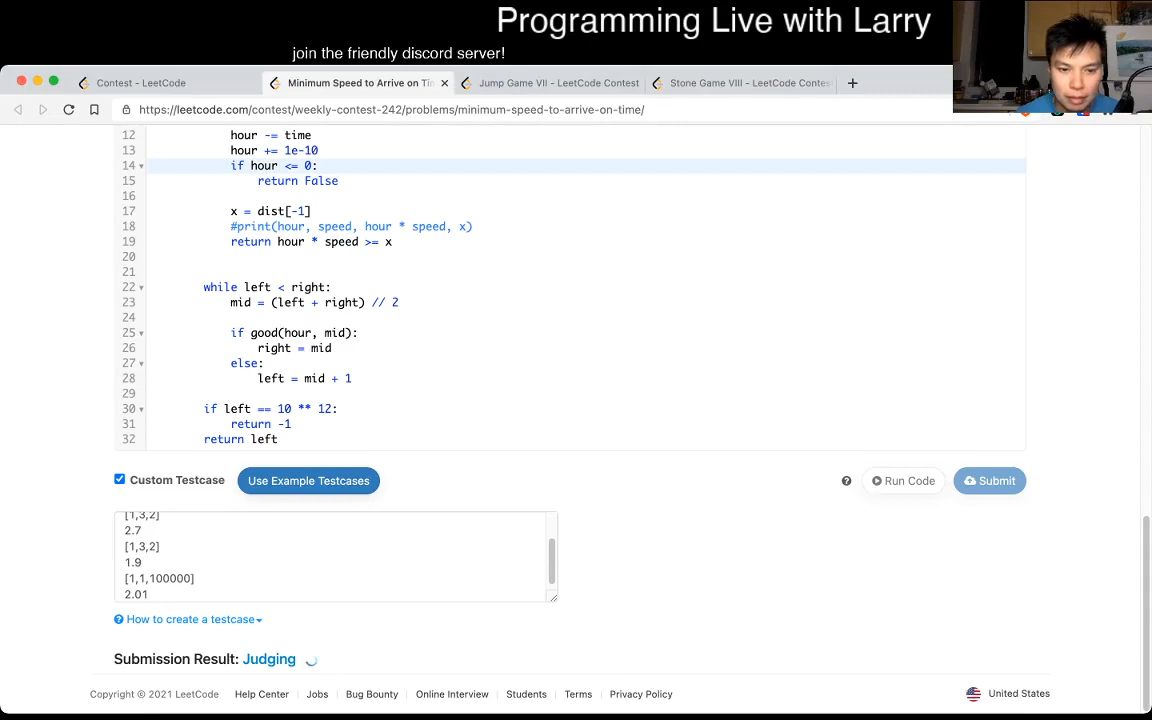 Programming Live with Larry
join the friendly discord server!
Contest - LeetCode
Minimum Speed to Arrive on Tin
Jump Game VII - LeetCode Contest
Stone Game VIII - LeetCode Contes
https://leetcode.com/contest/weekly-contest-242/problems/minimum-speed-to-arrive-on-time/
12 hour -= time
13 hour += 1e-10
14 if hour <= 0:
15 return False
16
17 x = dist[-1]
18 #print(hour, speed, hour * speed, x)
19 return hour * speed >= x
20
21
22 while left < right:
23 mid = (left + right) // 2
24
25 if good(hour, mid):
26 right = mid
27 else:
28 left = mid + 1
29
30 if left == 10 ** 12:
31 return -1
32 return left
Custom Testcase Use Example Testcases Run Code Submit
[1,3,2]
2.7
[1,3,2]
1.9
[1,1,100000]
2.01
How to create a testcase
Submission Result: Judging
Copyright © 2021 LeetCode Help Center Jobs Bug Bounty Online Interview Students Terms Privacy Policy United States